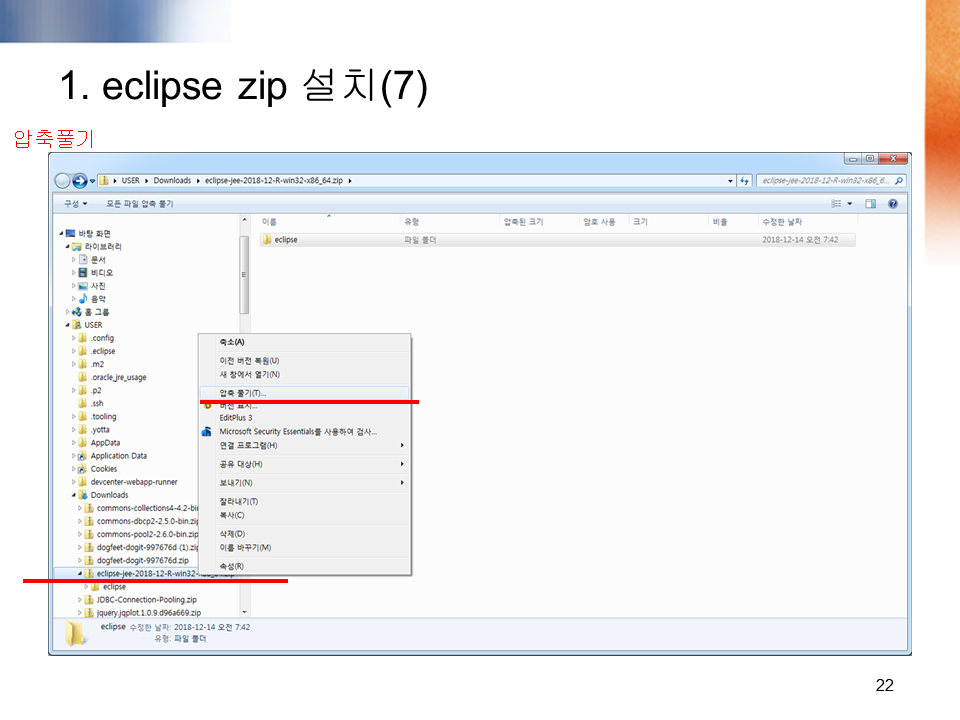 1. eclipse zip 설치(7)
압축풀기
USER Downloads eclipse-jee-2018-12-R-win32-x86_64.zip
eclipse-jee-2018-12-R-win32-x86_6...
구성 모든 파일 압축 풀기
이름 유형 압축된 크기 암호 사용 크기 비율 수정한 날짜
eclipse 파일 폴더 2018-12-14 오전 7:42
바탕 화면
라이브러리
문서
비디오
사진
음악
홈 그룹
USER
.config
.eclipse
.m2
.oracle_jre_usage
.p2
.ssh
.tooling
.yotta
AppData
Application Data
Cookies
devcenter-webapp-runner
Downloads
commons-collections4-4.2-bin
commons-dbcp2-2.5.0-bin.zip
commons-pool2-2.6.0-bin.zip
dogfeet-dogit-997676d (1).zip
dogfeet-dogit-997676d.zip
eclipse-jee-2018-12-R-win32-x86_64.zip
eclipse
JDBC-Connection-Pooling.zip
jquery.jqplot.1.0.9.d96a669.zip
축소(A)
이전 버전 복원(U)
새 창에서 열기(N)
압축 풀기(T)...
버전 표시...
EditPlus 3
Microsoft Security Essentials를 사용하여 검사...
연결 프로그램(H)
공유 대상(H)
보내기(N)
잘라내기(T)
복사(C)
삭제(D)
이름 바꾸기(M)
속성(R)
eclipse 수정한 날짜: 2018-12-14 오전 7:42
유형: 파일 폴더
22